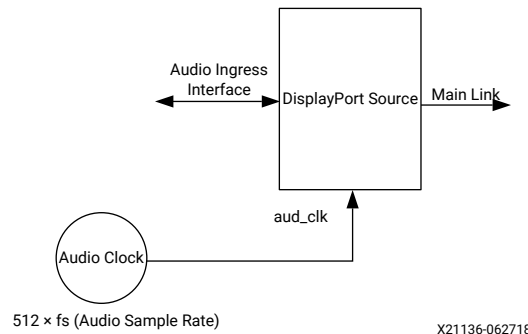 Audio Ingress
Interface
DisplayPort Source
Main Link
aud_clk
Audio Clock
512 × fs (Audio Sample Rate)
X21136-062718